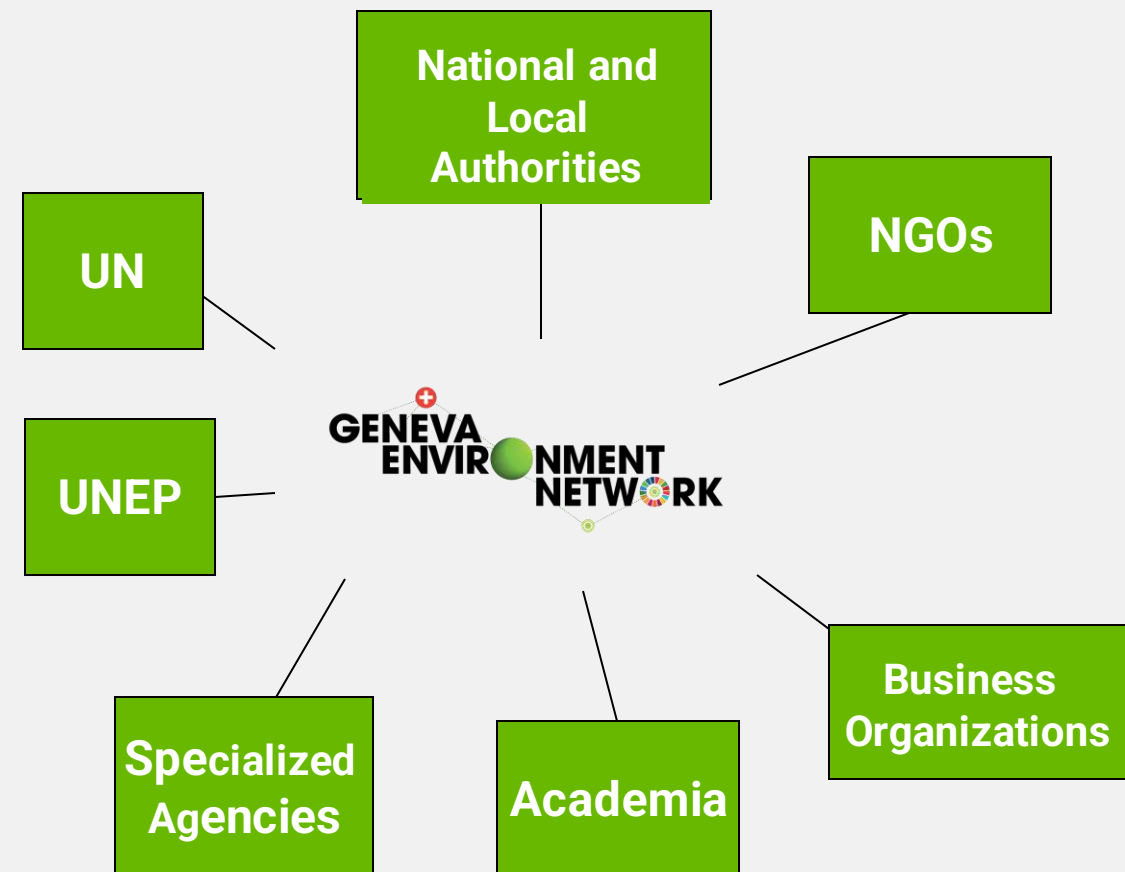 National and
Local
Authorities
NGOs
UN
GENEVA
ENVIRONMENT
NETWORK
UNEP
Business
Organizations
Specialized
Agencies
Academia